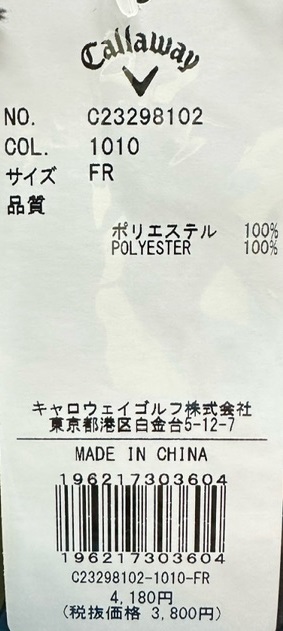 Callaway
NO. C23298102
COL. 1010
サイズ FR
品質
ポリエステル 100%
POLYESTER 100%
キャロウェイゴルフ株式会社
東京都港区白金台5-12-7
MADE IN CHINA
196217303604
196217303604
C23298102-1010-FR
4,180円
(税抜価格 3,800円)